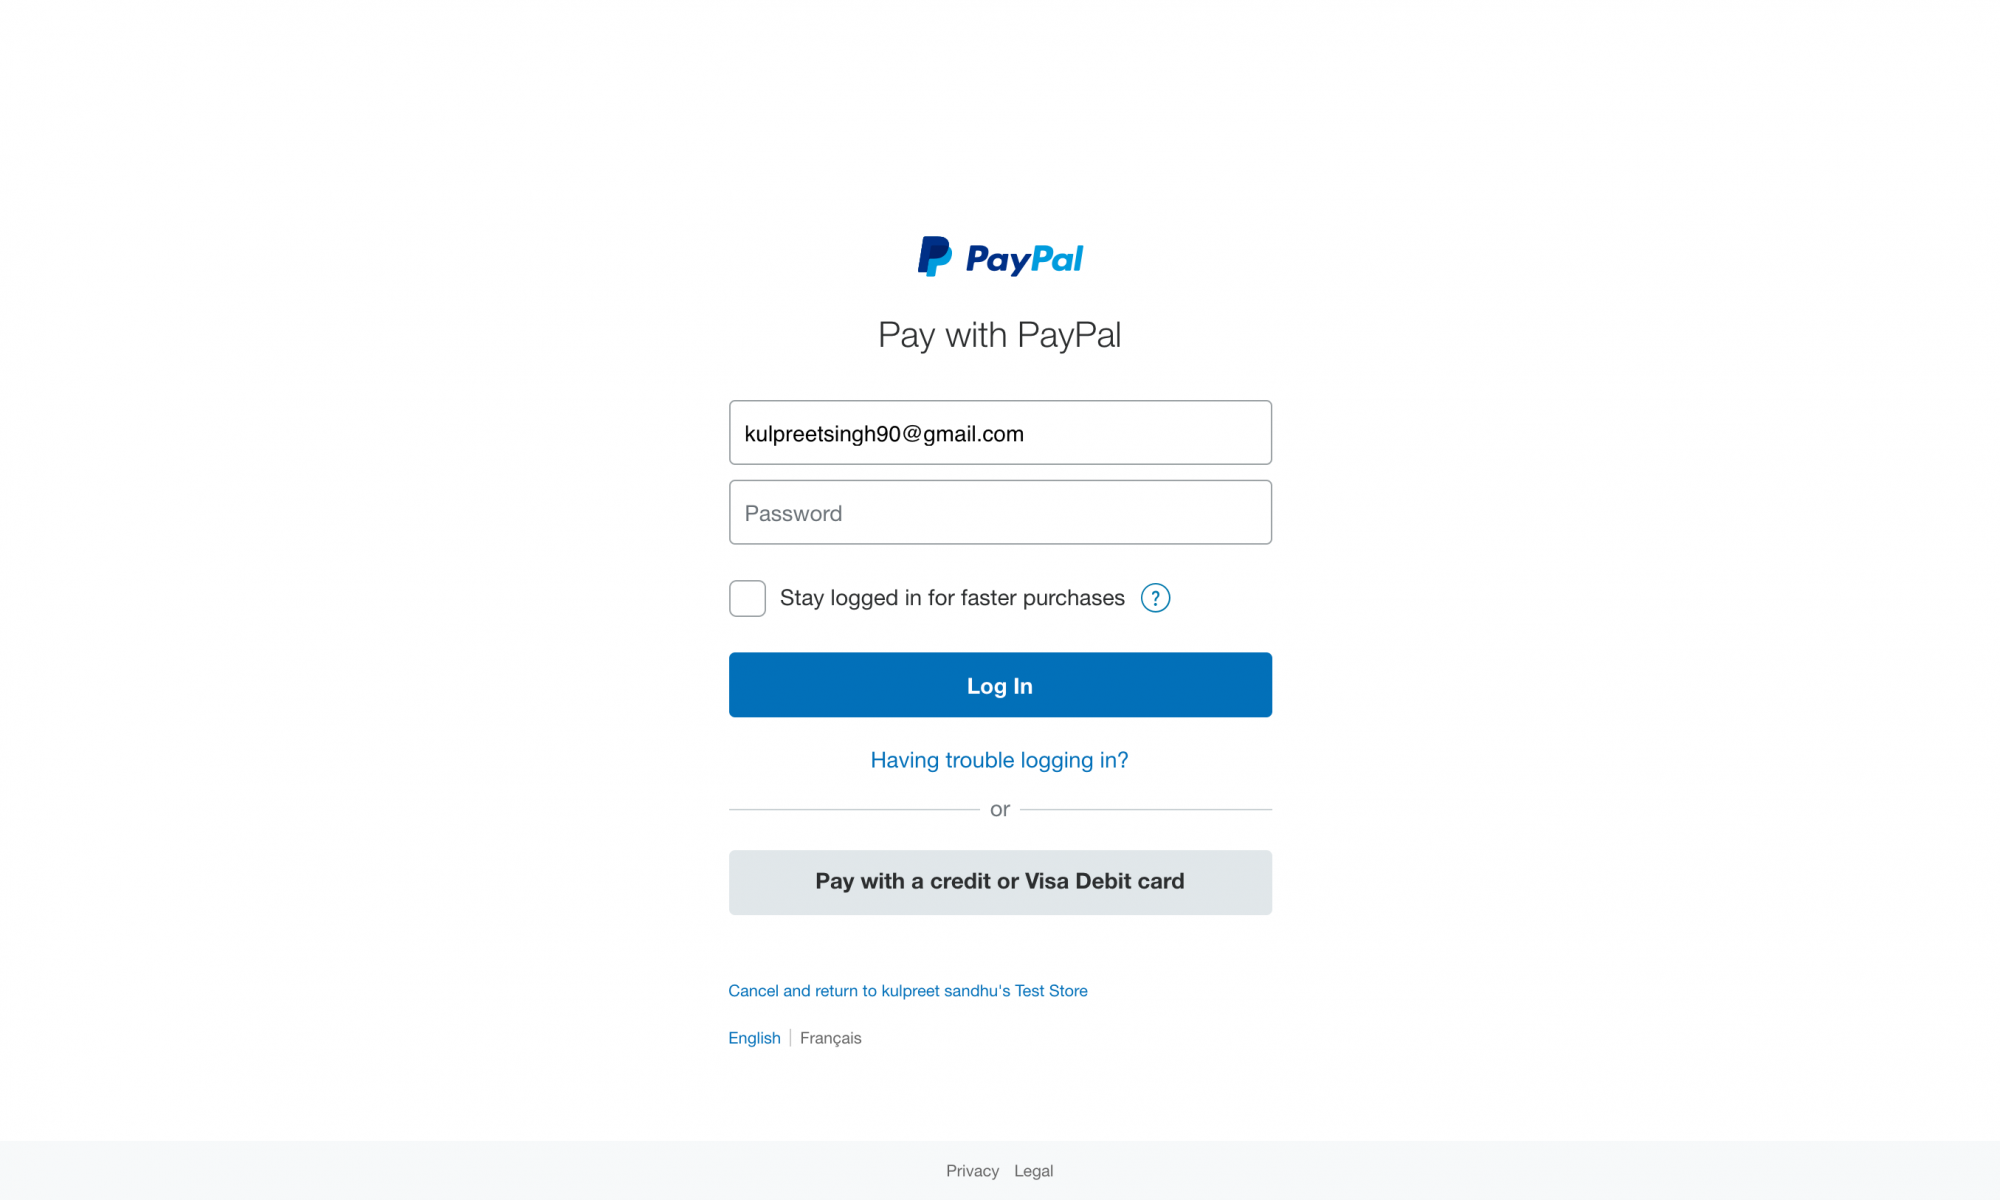 PayPal
Pay with PayPal
kulpreetsingh90@gmail.com
Password
Stay logged in for faster purchases ?
Log In
Having trouble logging in?
or
Pay with a credit or Visa Debit card
Cancel and return to kulpreet sandhu's Test Store
English | Français
Privacy Legal